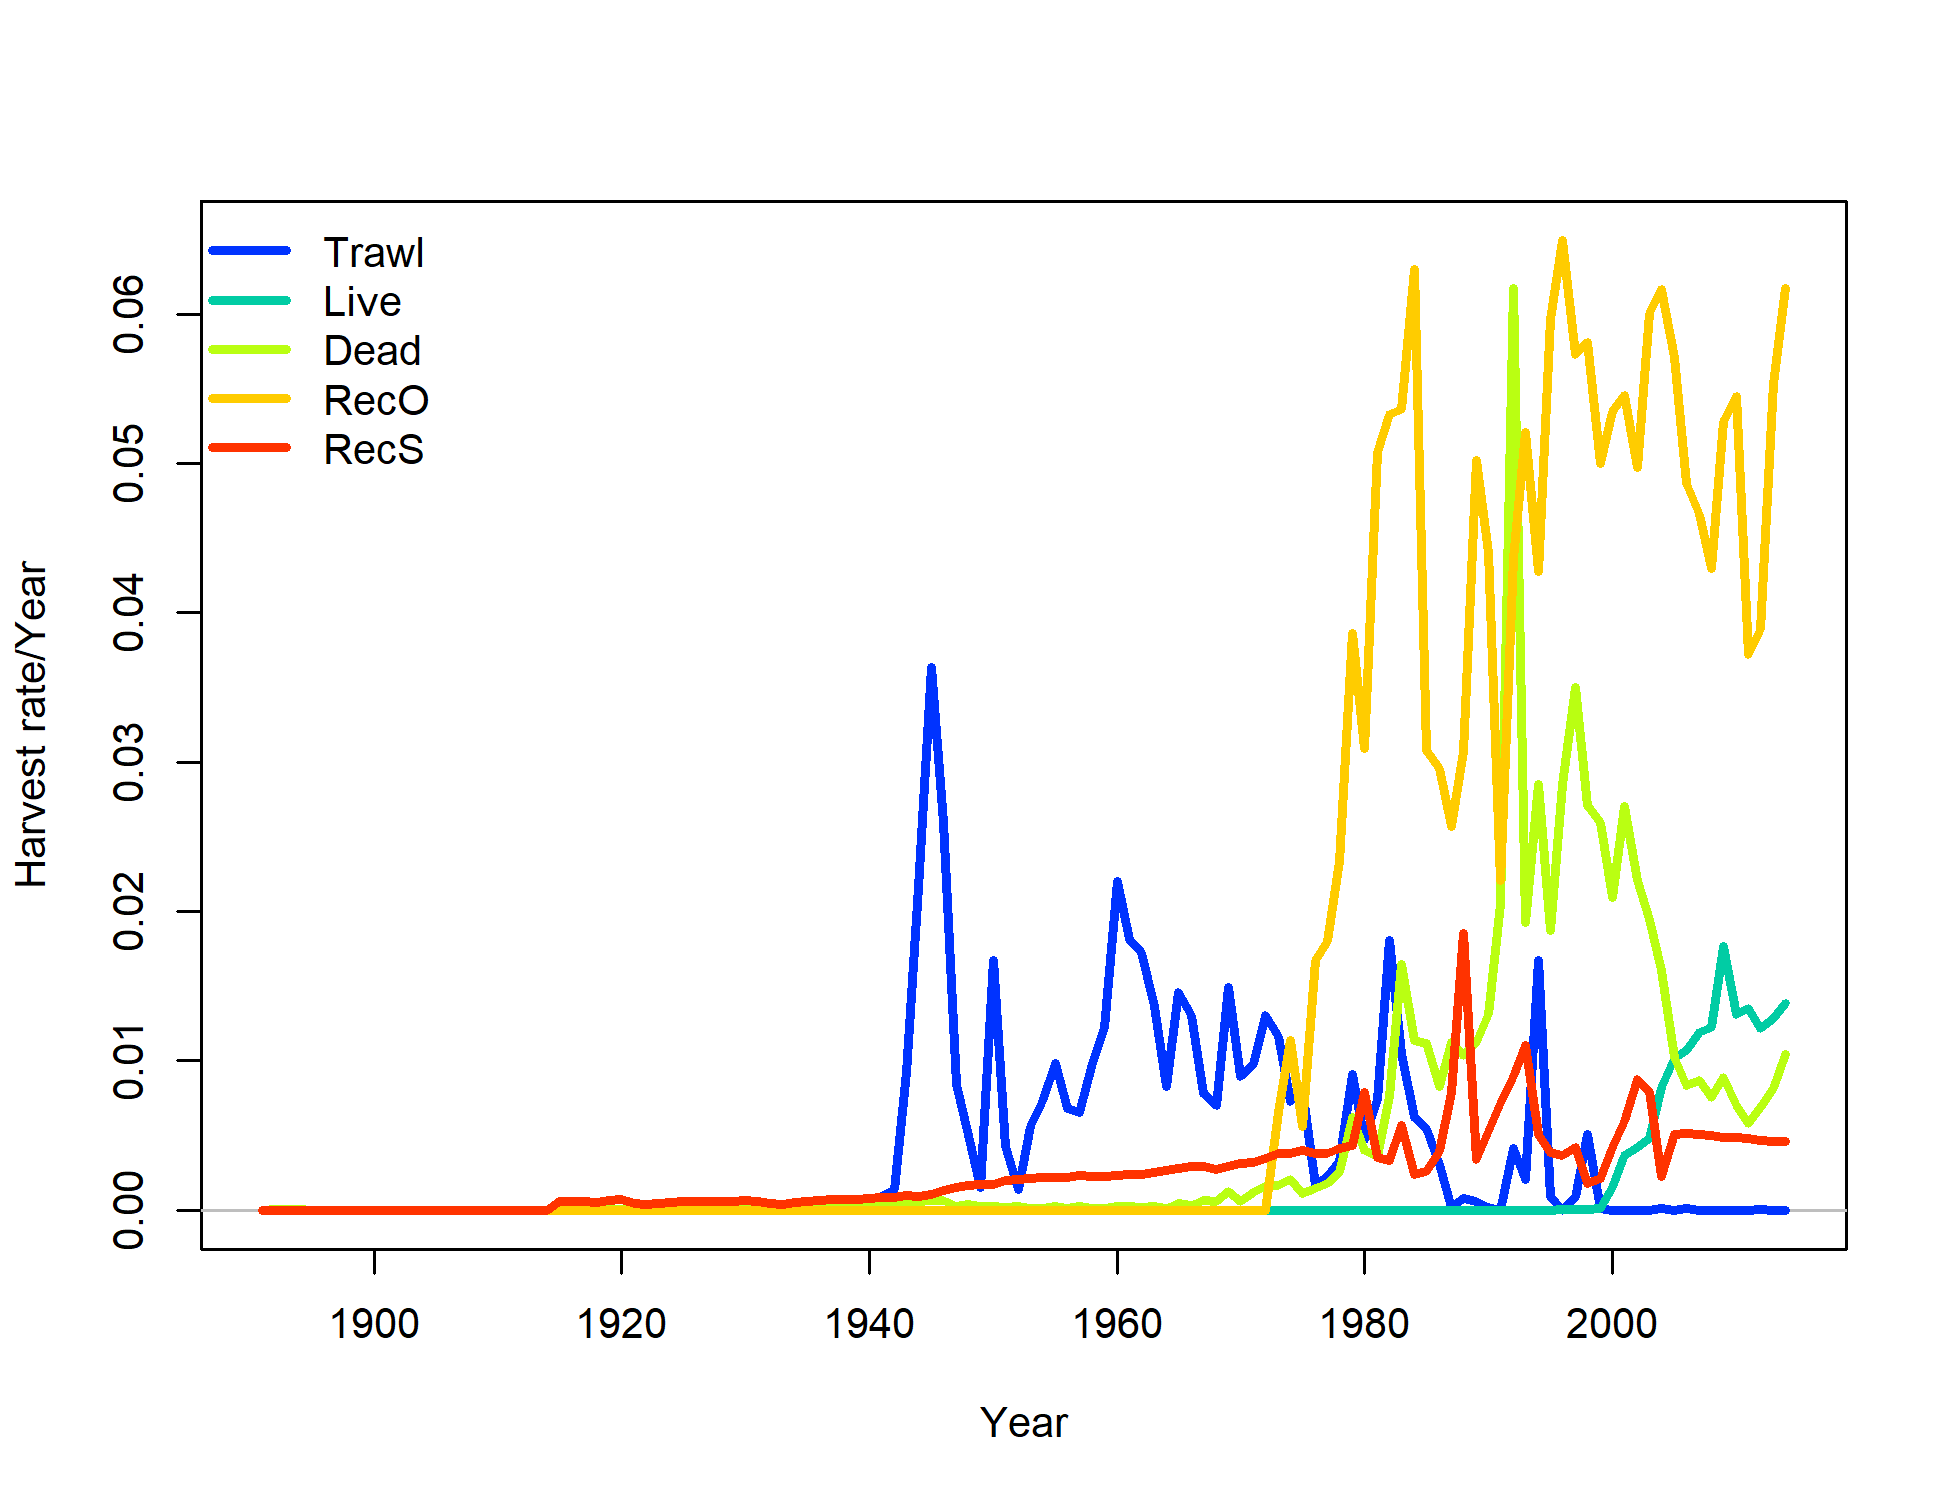 Trawl
Live
Dead
RecO
RecS
Harvest rate/Year
0.06
0.05
0.04
0.03
0.02
0.01
0.00
1900 1920 1940 1960 1980 2000
Year